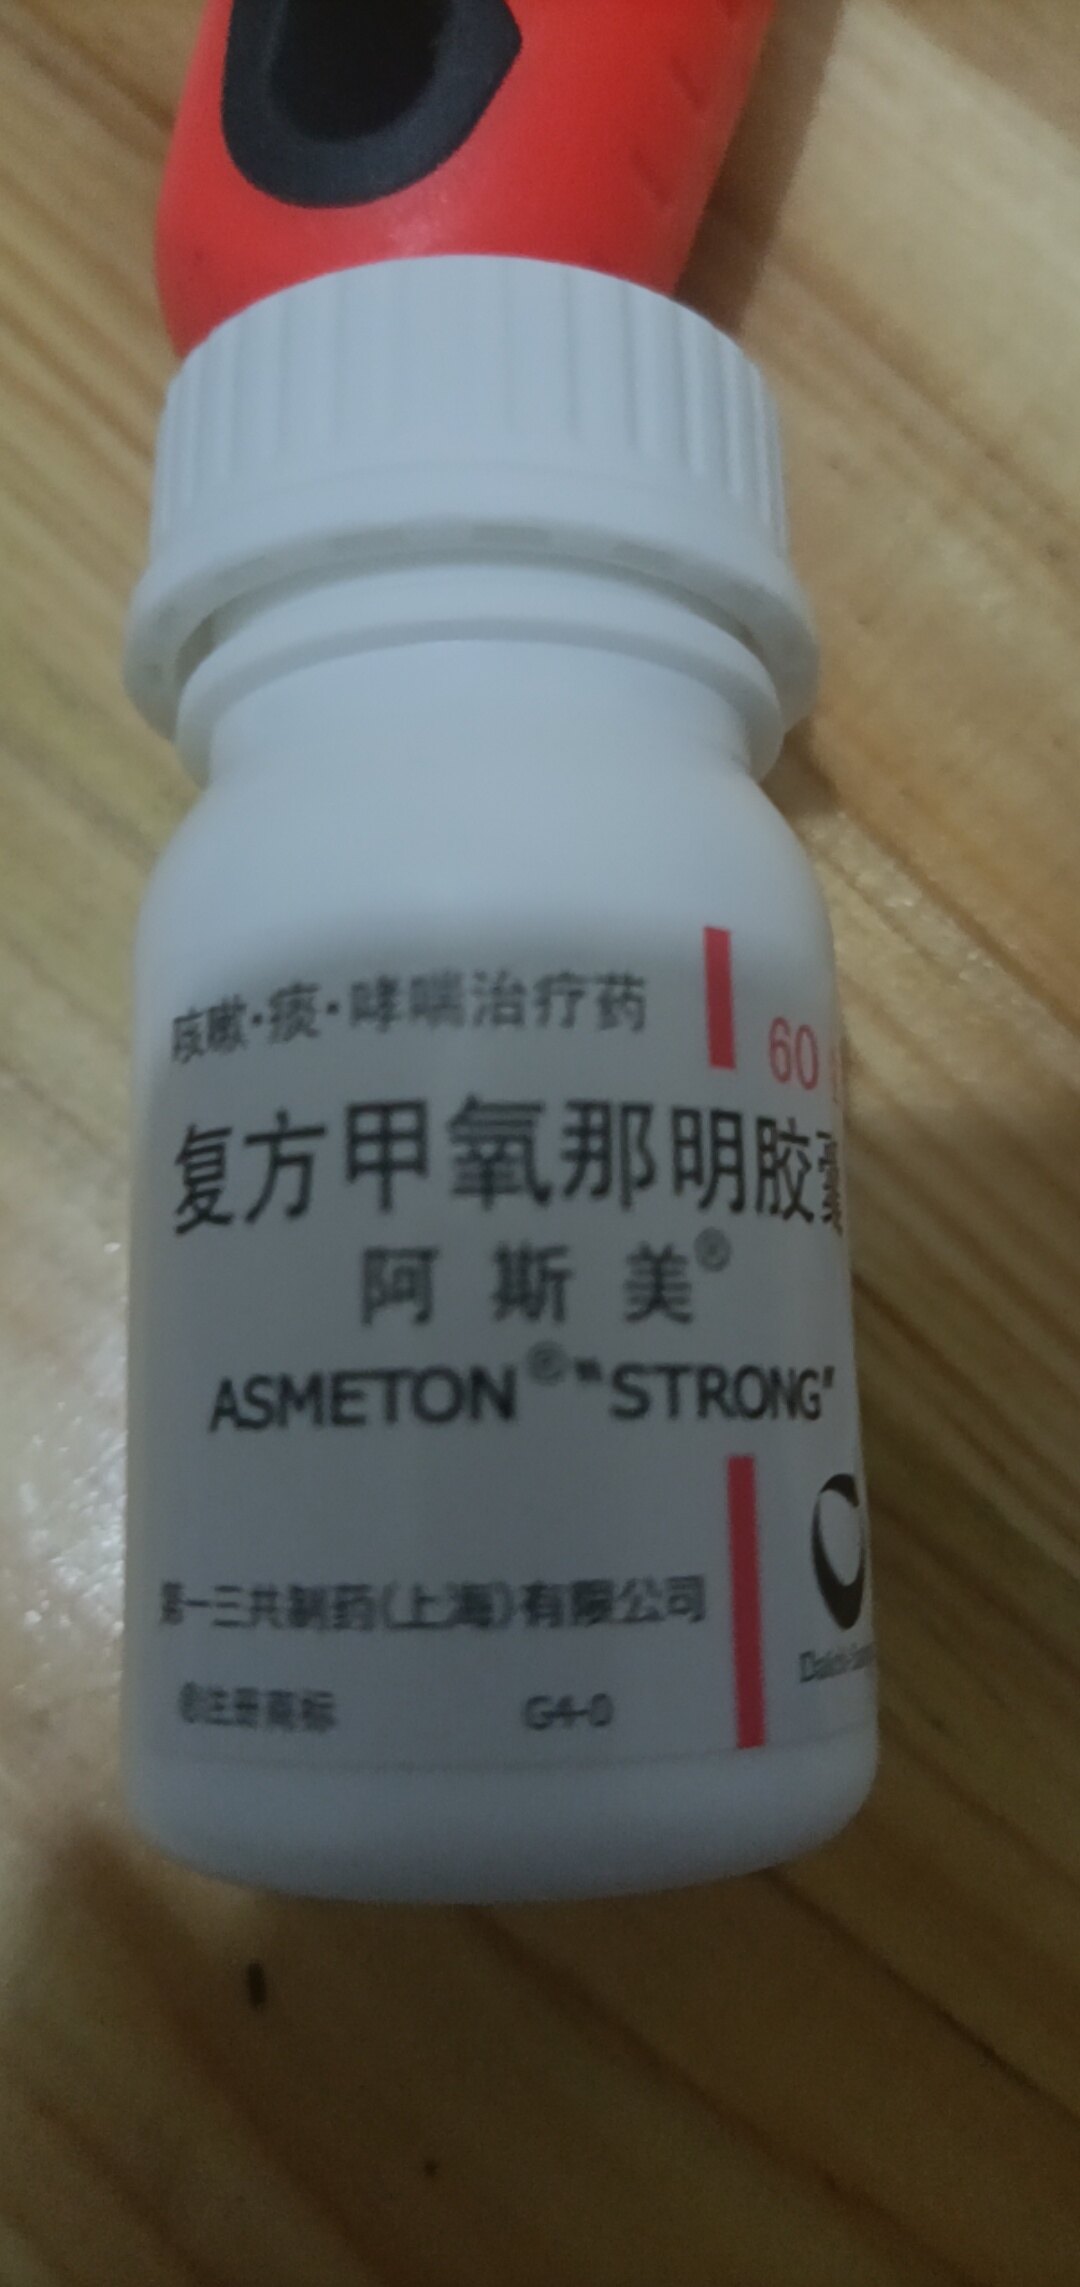 咳嗽·痰·哮喘治疗药
60
复方甲氧那明胶囊
阿斯美®
ASMETON®"STRONG"
第一三共制药(上海)有限公司
®注册商标 G4-0